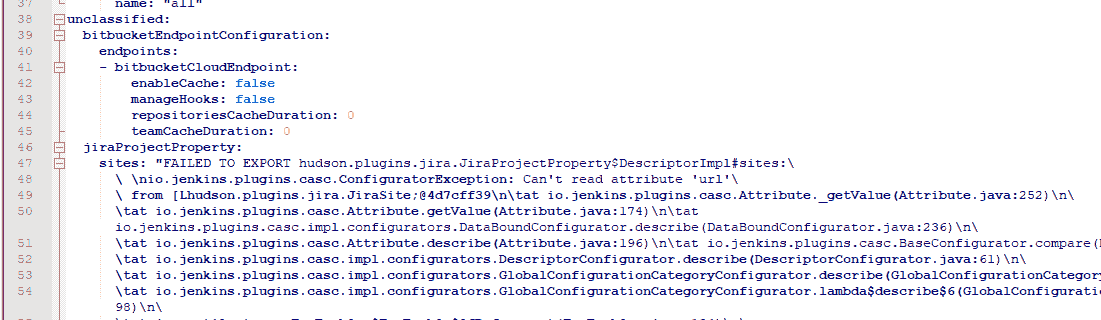 37 name: "all"
38 unclassified:
39 bitbucketEndpointConfiguration:
40 endpoints:
41 - bitbucketCloudEndpoint:
42 enableCache: false
43 manageHooks: false
44 repositoriesCacheDuration: 0
45 teamCacheDuration: 0
46 jiraProjectProperty:
47 sites: "FAILED TO EXPORT hudson.plugins.jira.JiraProjectProperty$DescriptorImpl#sites:\
48 \ \nio.jenkins.plugins.casc.ConfiguratorException: Can't read attribute 'url'\
49 \ from [Lhudson.plugins.jira.JiraSite;@4d7cff39\n\tat io.jenkins.plugins.casc.Attribute._getValue(Attribute.java:252)\n\
50 \tat io.jenkins.plugins.casc.Attribute.getValue(Attribute.java:174)\n\tat
io.jenkins.plugins.casc.impl.configurators.DataBoundConfigurator.describe(DataBoundConfigurator.java:236)\n\
51 \tat io.jenkins.plugins.casc.Attribute.describe(Attribute.java:196)\n\tat io.jenkins.plugins.casc.BaseConfigurator.compare(
52 \tat io.jenkins.plugins.casc.impl.configurators.DescriptorConfigurator.describe(DescriptorConfigurator.java:61)\n\
53 \tat io.jenkins.plugins.casc.impl.configurators.GlobalConfigurationCategoryConfigurator.describe(GlobalConfigurationCategory
54 \tat io.jenkins.plugins.casc.impl.configurators.GlobalConfigurationCategoryConfigurator.lambda$describe$6(GlobalConfiguratio
98)\n\